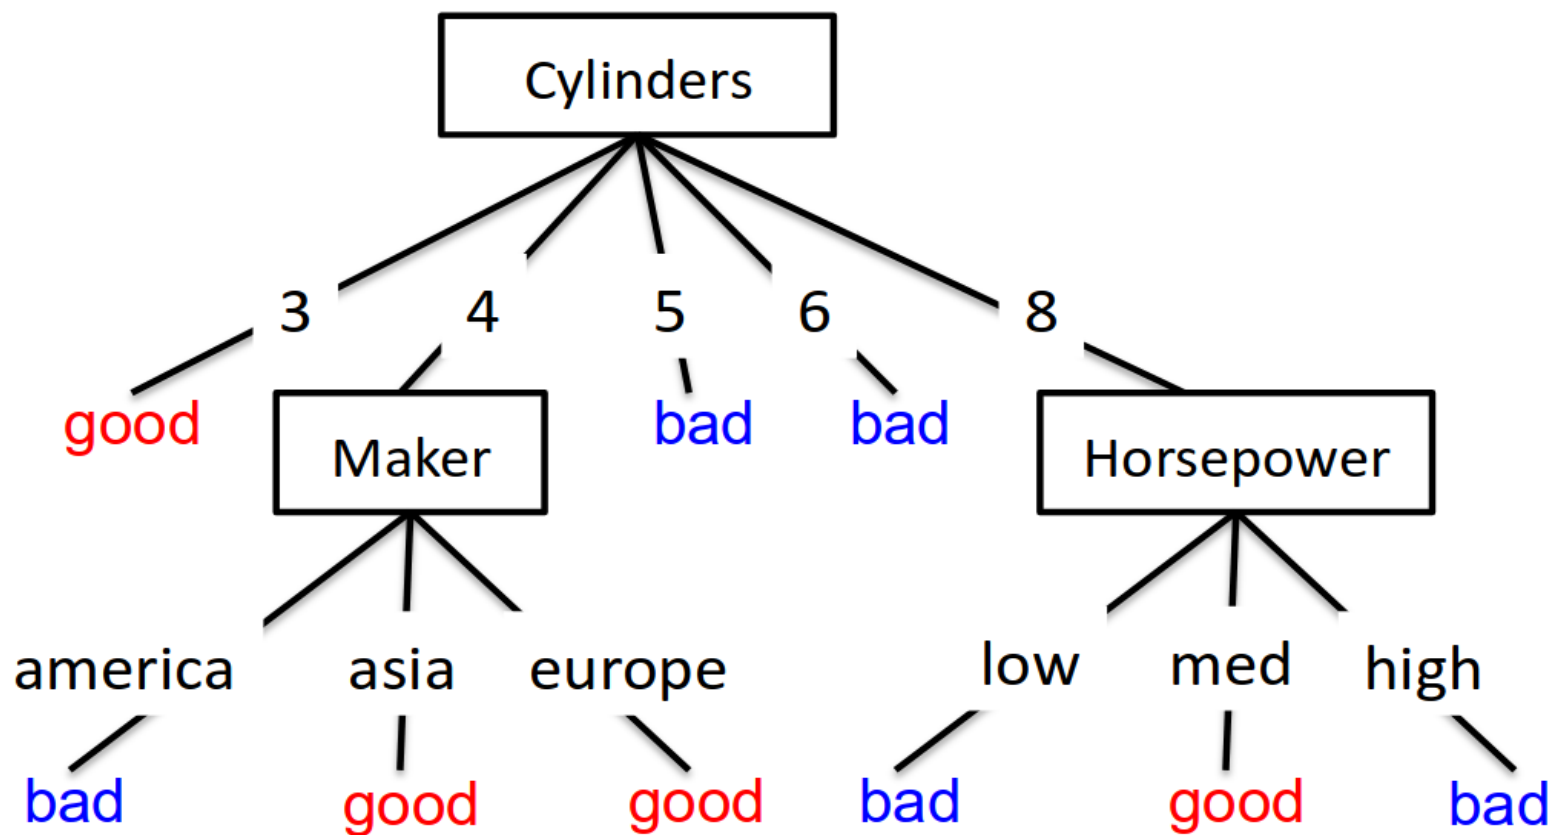 Cylinders
3 4 5 6 8
good Maker bad bad Horsepower
america asia europe low med high
bad good good bad good bad